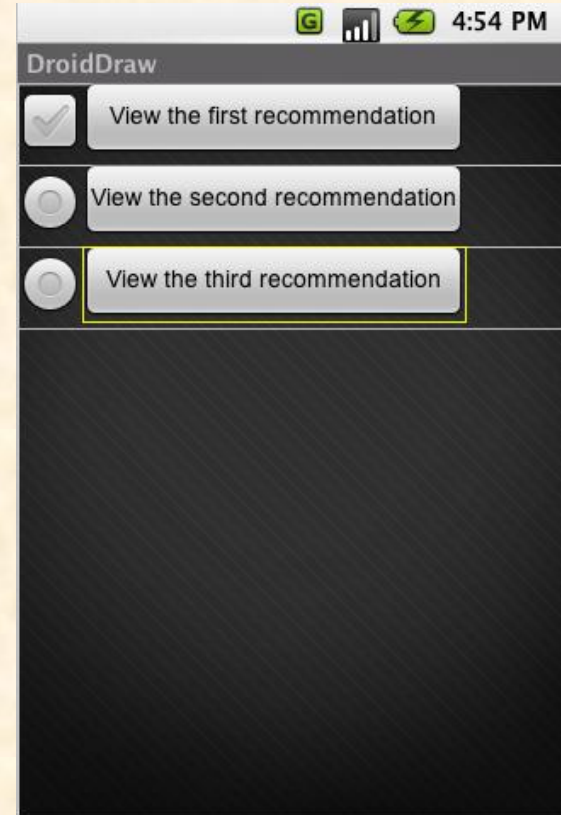 G
4:54 PM
DroidDraw
View the first recommendation
View the second recommendation
View the third recommendation